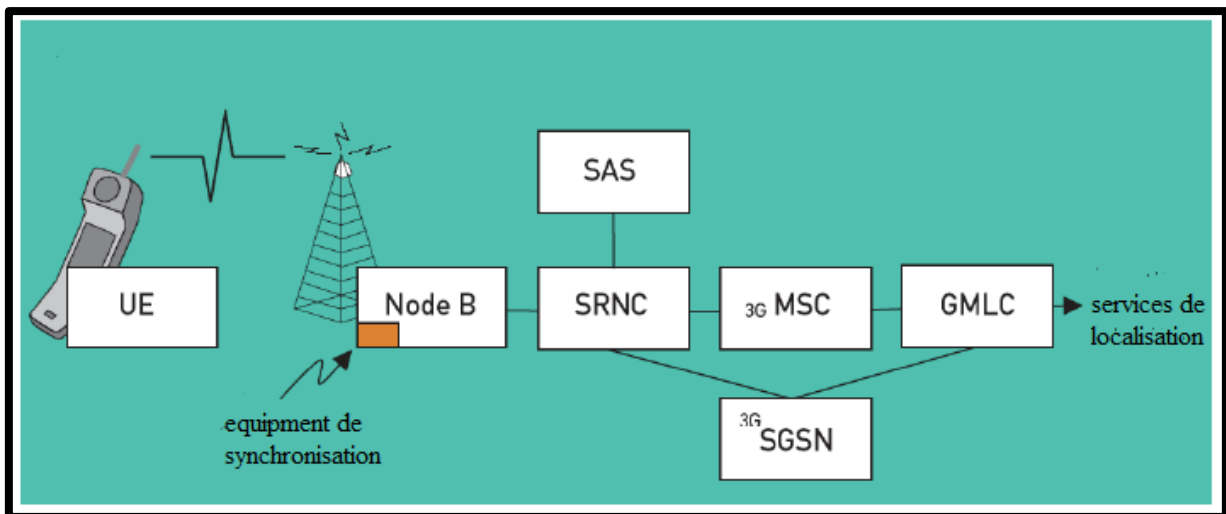 SAS
UE
Node B
SRNC
3G MSC
GMLC
services de
localisation
equipment de
synchronisation
3G SGSN